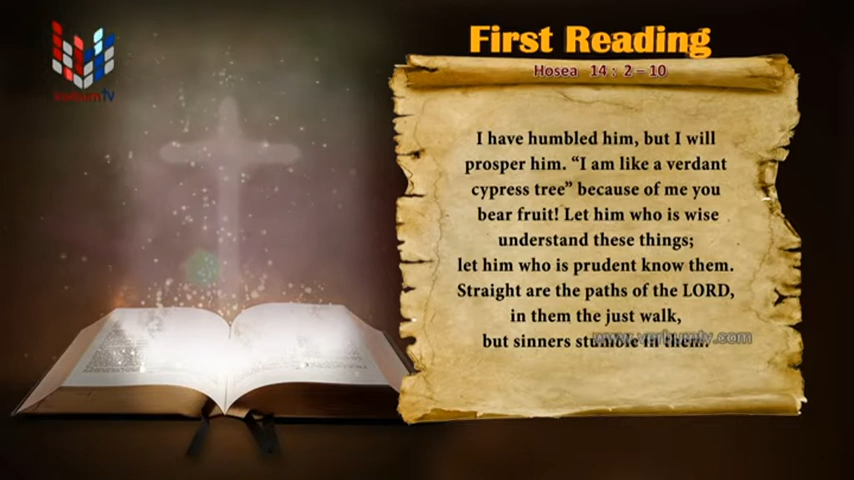 First Reading
Hosea 14 : 2 – 10
VerbumTV
I have humbled him, but I will
prosper him. “I am like a verdant
cypress tree” because of me you
bear fruit! Let him who is wise
understand these things;
let him who is prudent know them.
Straight are the paths of the LORD,
in them the just walk,
but sinners stumble in them.
www.verbumtv.com